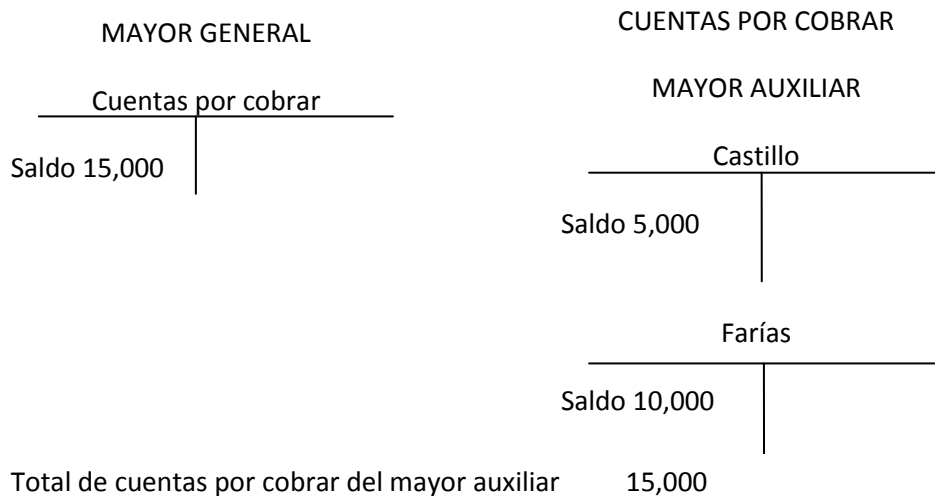 MAYOR GENERAL
Cuentas por cobrar
Saldo 15,000
CUENTAS POR COBRAR
MAYOR AUXILIAR
Castillo
Saldo 5,000
Farías
Saldo 10,000
Total de cuentas por cobrar del mayor auxiliar 15,000